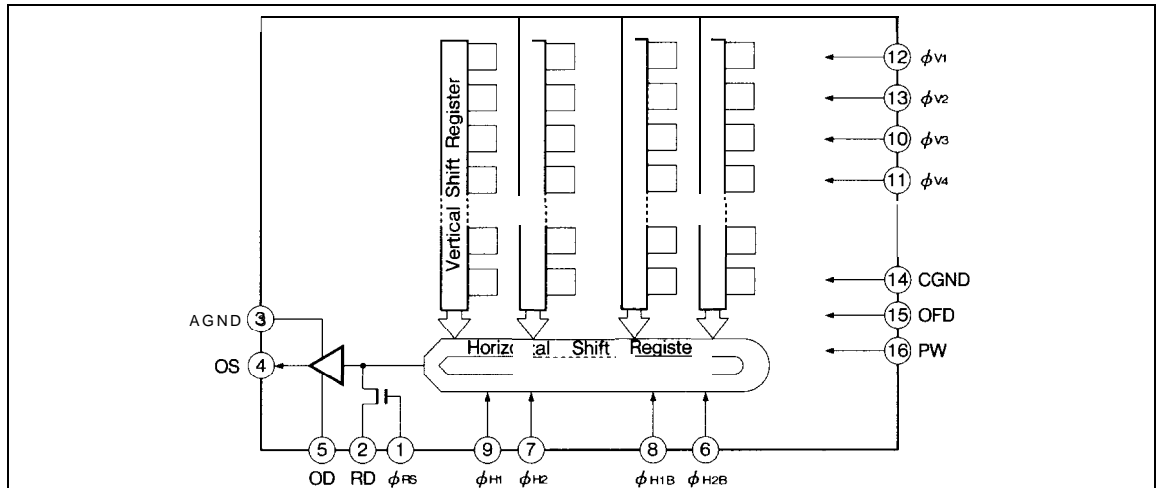 Vertical Shift Register
12 ϕV1
13 ϕV2
10 ϕV3
11 ϕV4
14 CGND
15 OFD
16 PW
AGND 3
OS 4
Shift Registe
5 2 1 9 7 8 6
OD RD ϕRS ϕH1 ϕH2 ϕH1B ϕH2B